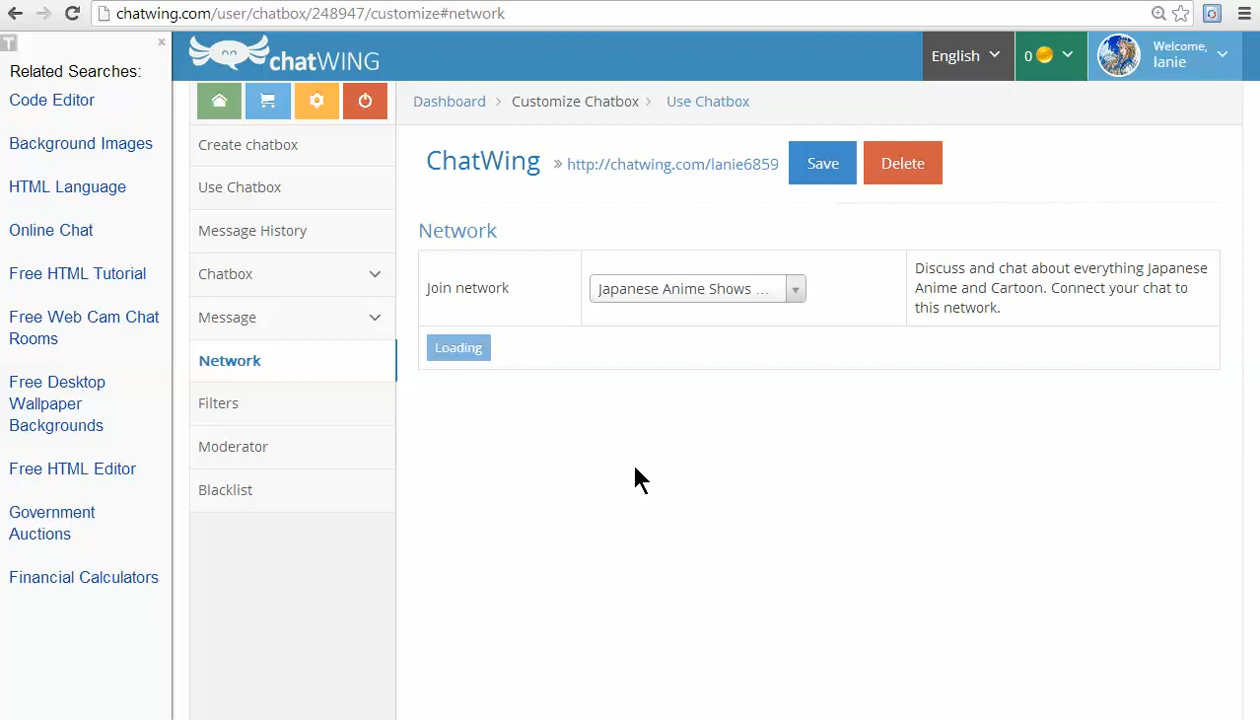 chatwing.com/user/chatbox/248947/customize#network
T
×
Related Searches:
Code Editor
Background Images
HTML Language
Online Chat
Free HTML Tutorial
Free Web Cam Chat
Rooms
Free Desktop
Wallpaper
Backgrounds
Free HTML Editor
Government
Auctions
Financial Calculators
chatWING
English
0
Welcome,
lanie
Create chatbox
Use Chatbox
Message History
Chatbox
Message
Network
Filters
Moderator
Blacklist
Dashboard > Customize Chatbox > Use Chatbox
ChatWing » http://chatwing.com/lanie6859 Save Delete
Network
Join network
Japanese Anime Shows ...
Discuss and chat about everything Japanese
Anime and Cartoon. Connect your chat to
this network.
Loading